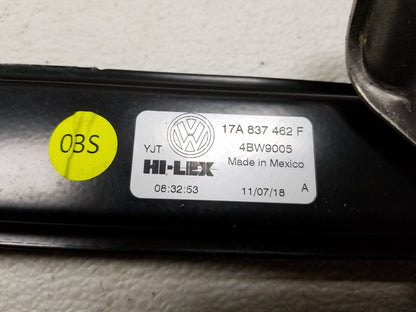 03S
17A 837 462 F
YJT 4BW9005
HI-LEX Made in Mexico
08:32:53 11/07/18 A